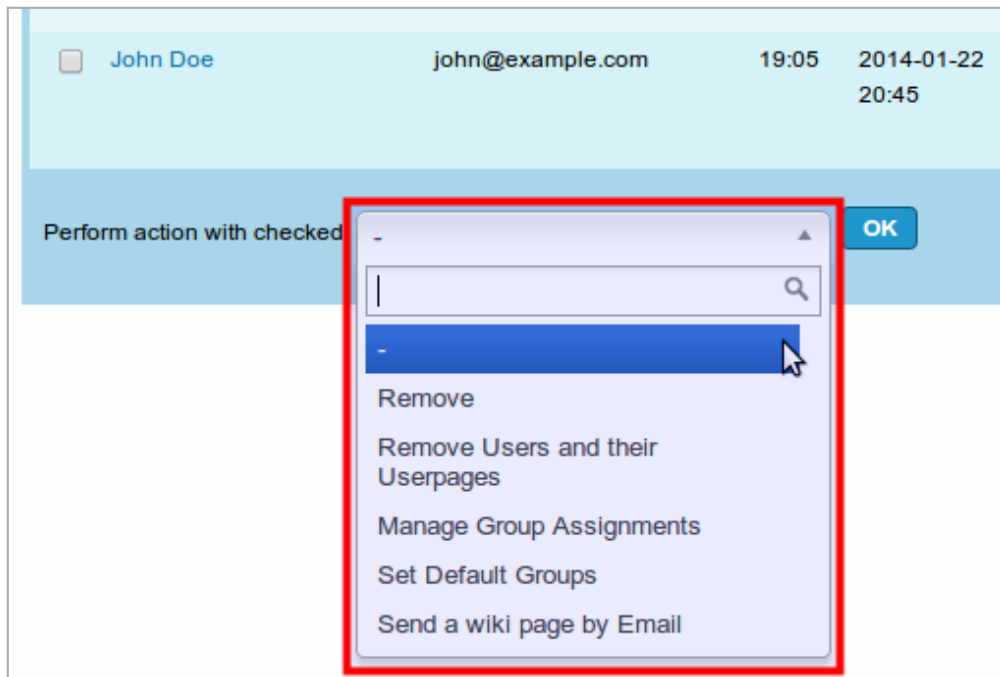 John Doe john@example.com 19:05 2014-01-22
20:45
Perform action with checked - OK
-
Remove
Remove Users and their
Userpages
Manage Group Assignments
Set Default Groups
Send a wiki page by Email